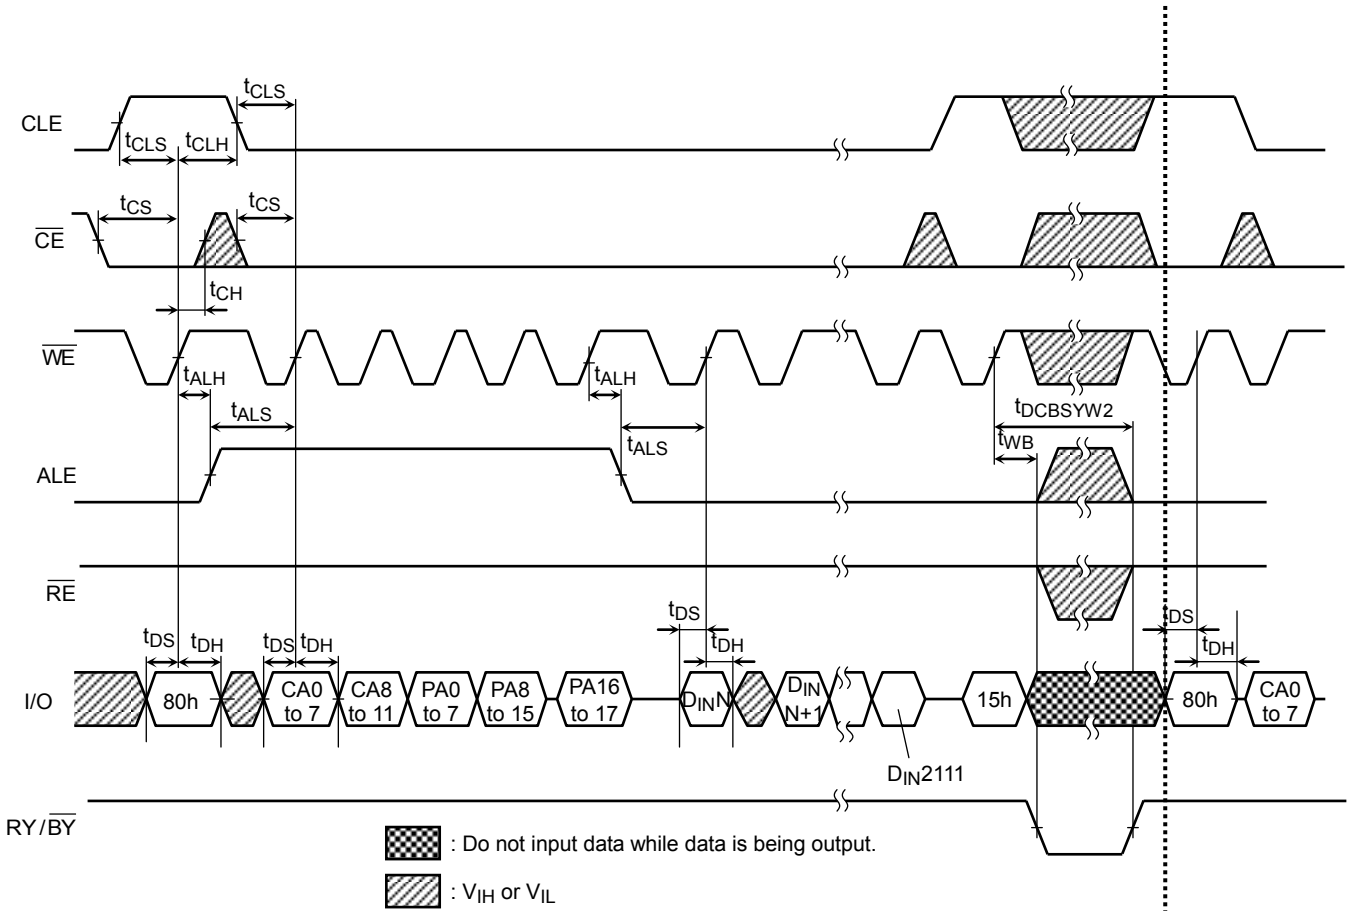 tCLS
CLE
tCLS tCLH
tCS tCS
CE
tCH
WE
tALH tALH
tALS tALS
tDCBSYW2
tWB
ALE
RE
tDS tDH tDS tDH tDS tDH tDS tDH
I/O
80h
CA0 to 7
CA8 to 11
PA0 to 7
PA8 to 15
PA16 to 17
DINN
DIN N+1
15h
80h
CA0 to 7
DIN2111
RY/BY
: Do not input data while data is being output.
: VIH or VIL